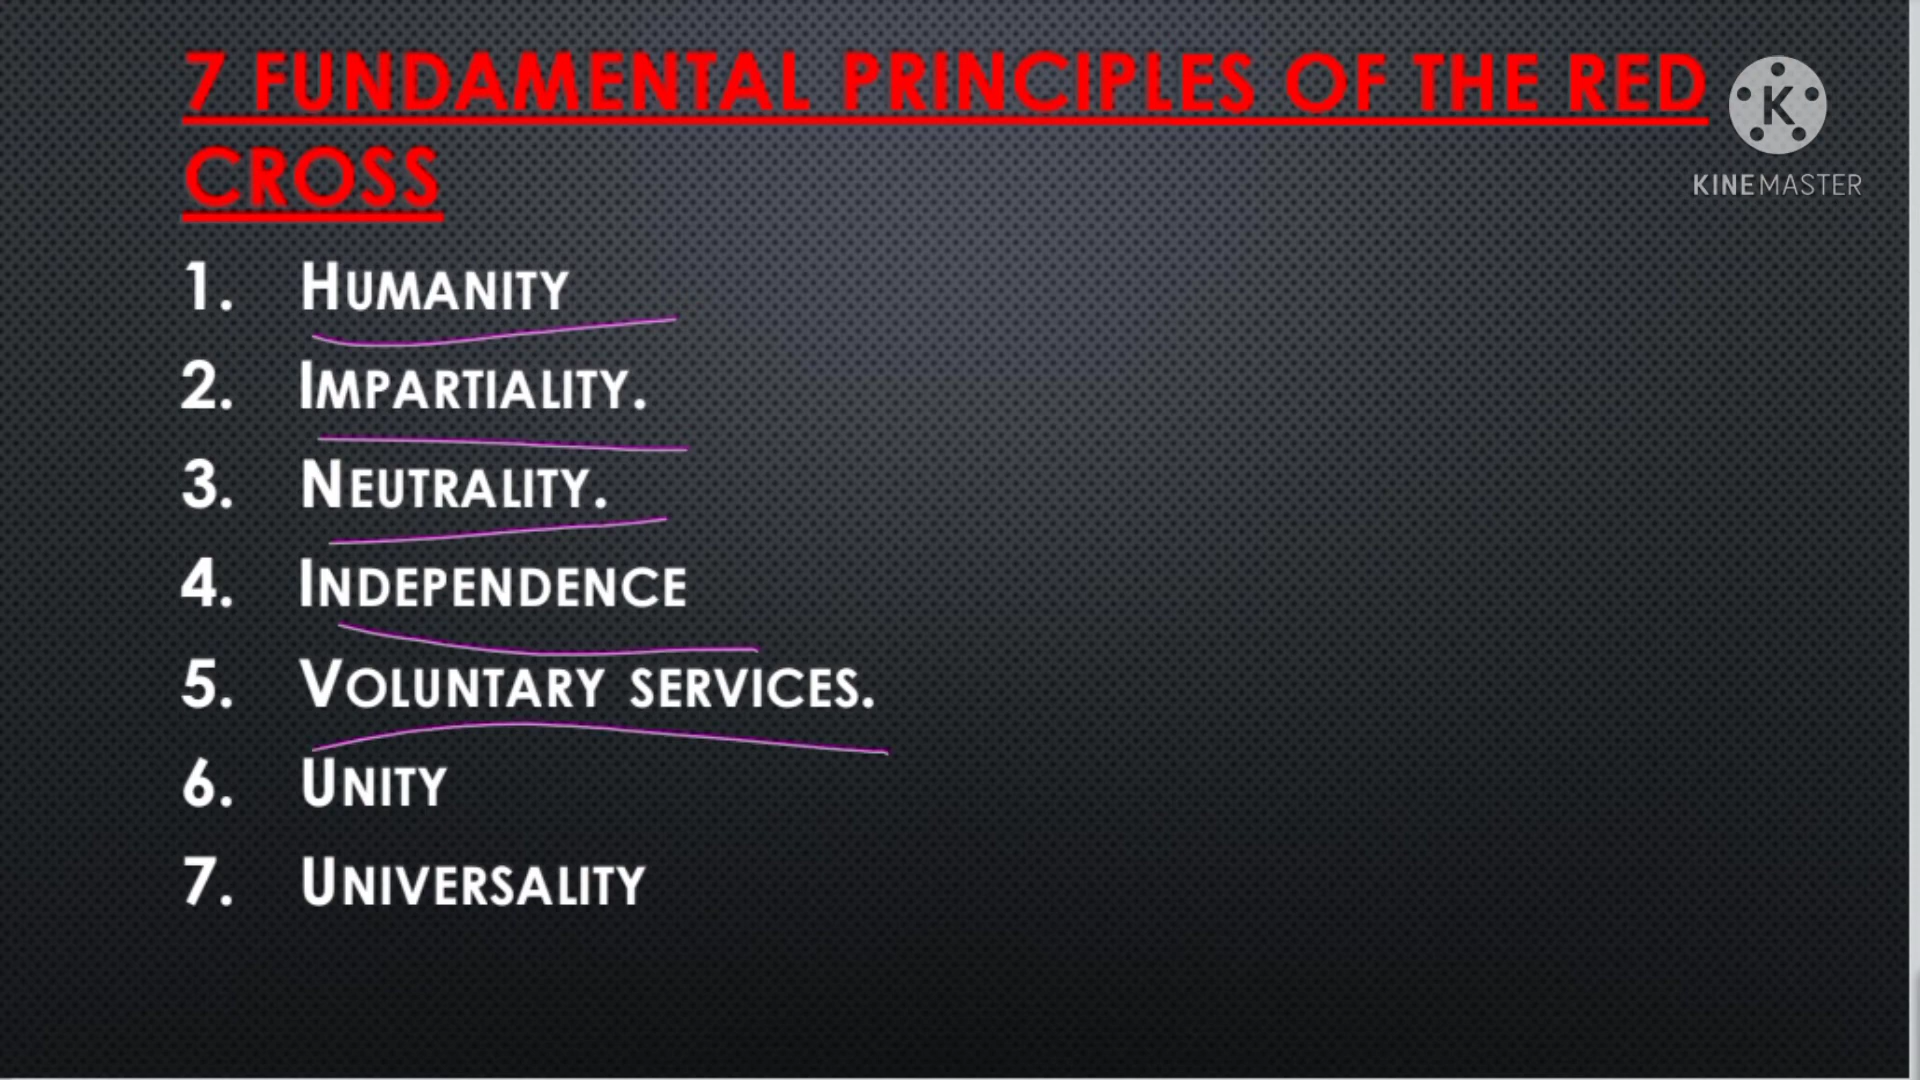 7 FUNDAMENTAL PRINCIPLES OF THE RED
CROSS
K
KINEMASTER
1. HUMANITY
2. IMPARTIALITY.
3. NEUTRALITY.
4. INDEPENDENCE
5. VOLUNTARY SERVICES.
6. UNITY
7. UNIVERSALITY